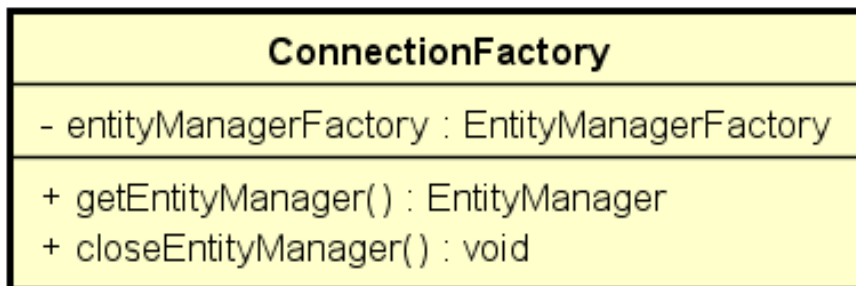 ConnectionFactory
- entityManagerFactory : EntityManagerFactory
+ getEntityManager() : EntityManager
+ closeEntityManager() : void